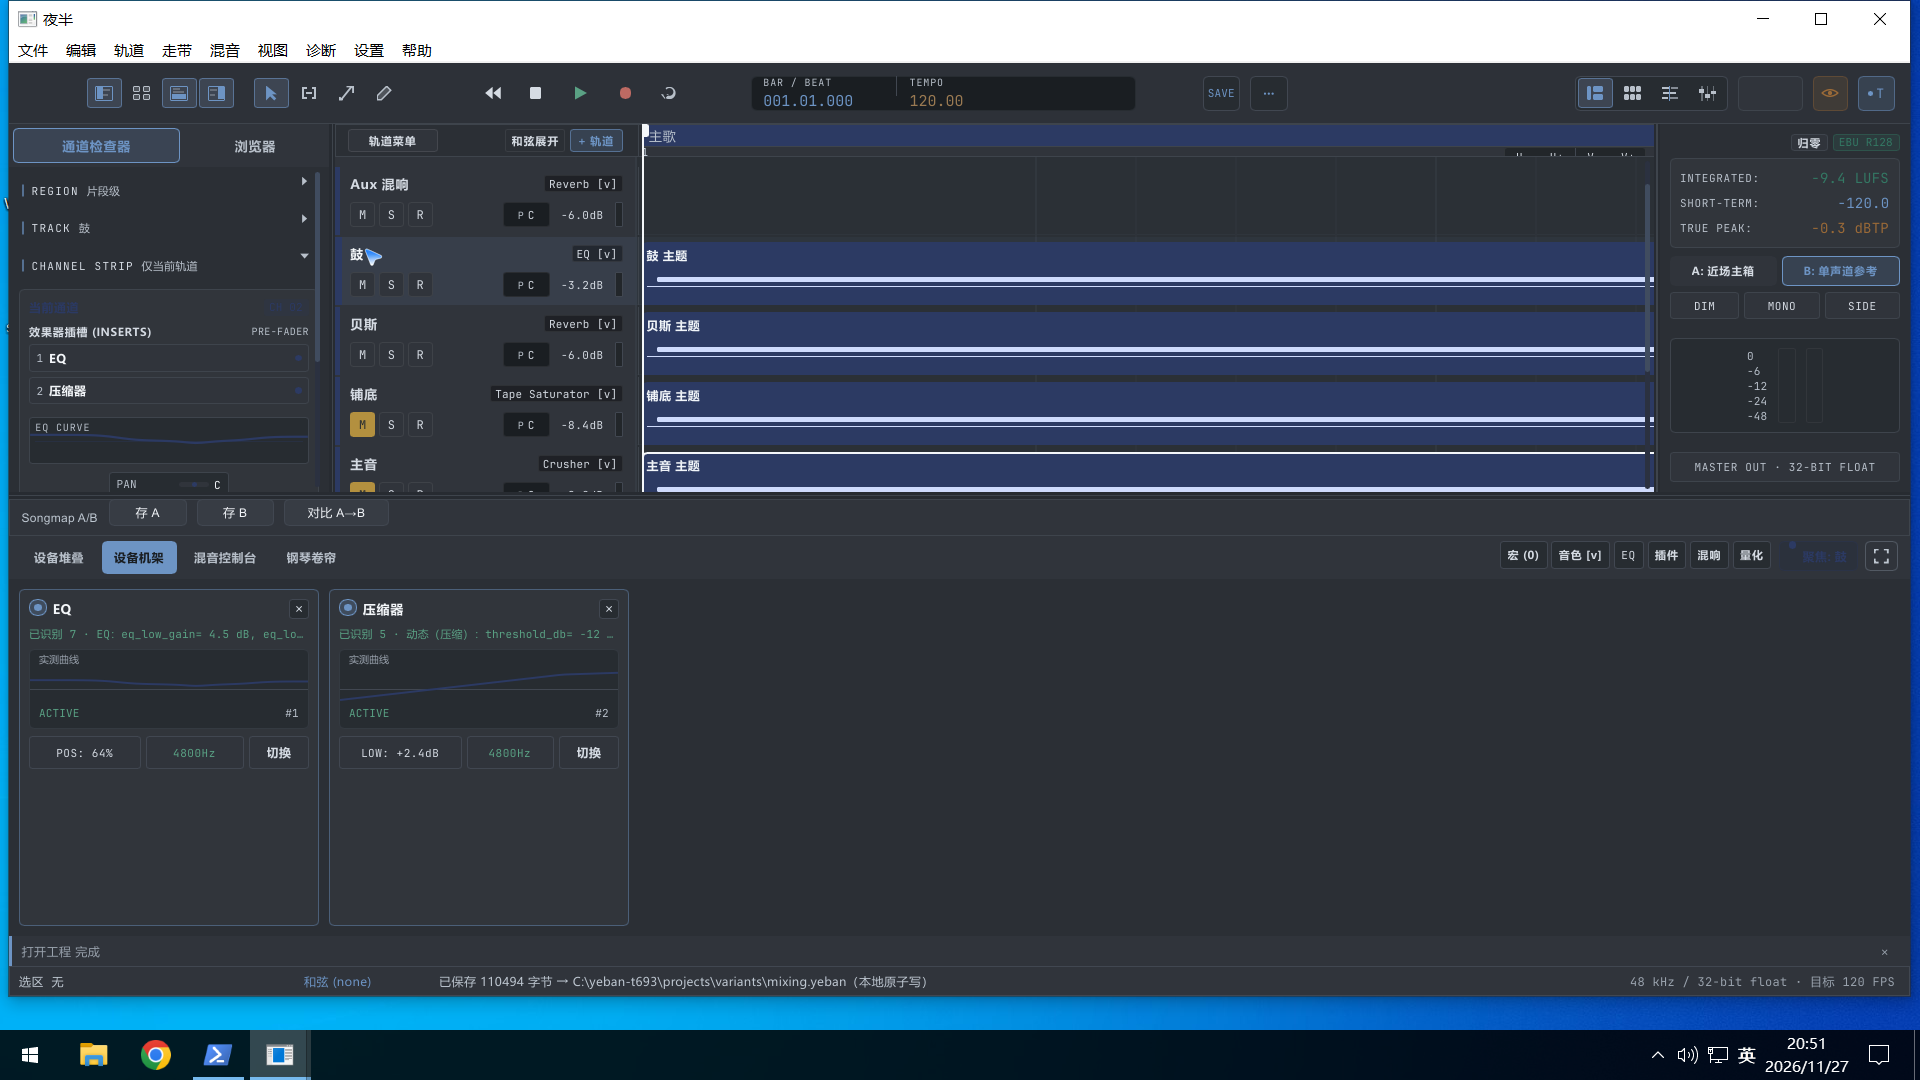 夜半
文件 编辑 轨道 走带 混音 视图 诊断 设置 帮助
BAR / BEAT
001.01.000
TEMPO
120.00
SAVE
...
T
通道检查器
浏览器
REGION 片段级
TRACK 鼓
CHANNEL STRIP 仅当前轨道
效果器插槽 (INSERTS) PRE-FADER
1 EQ
2 压缩器
EQ CURVE
PAN C
轨道菜单 和弦展开 + 轨道
Aux 混响 Reverb [v]
M S R P C -6.0dB
鼓 EQ [v]
M S R P C -3.2dB
贝斯 Reverb [v]
M S R P C -6.0dB
铺底 Tape Saturator [v]
M S R P C -8.4dB
主音 Crusher [v]
主歌
1
鼓 主题
贝斯 主题
铺底 主题
主音 主题
归零 EBU R128
INTEGRATED: -9.4 LUFS
SHORT-TERM: -120.0
TRUE PEAK: -0.3 dBTP
A: 近场主箱 B: 单声道参考
DIM MONO SIDE
0
-6
-12
-24
-48
MASTER OUT · 32-BIT FLOAT
Songmap A/B 存 A 存 B 对比 A→B
设备堆叠 设备机架 混音控制台 钢琴卷帘
宏 (0) 音色 [v] EQ 插件 混响 量化
EQ ×
已识别 7 · EQ: eq_low_gain= 4.5 dB, eq_lo…
实测曲线
ACTIVE #1
POS: 64% 4800Hz 切换
压缩器 ×
已识别 5 · 动态（压缩）: threshold_db= -12 …
实测曲线
ACTIVE #2
LOW: +2.4dB 4800Hz 切换
打开工程 完成 ×
选区 无 和弦 (none) 已保存 110494 字节 → C:\yeban-t693\projects\variants\mixing.yeban（本地原子写） 48 kHz / 32-bit float · 目标 120 FPS
英
20:51
2026/11/27